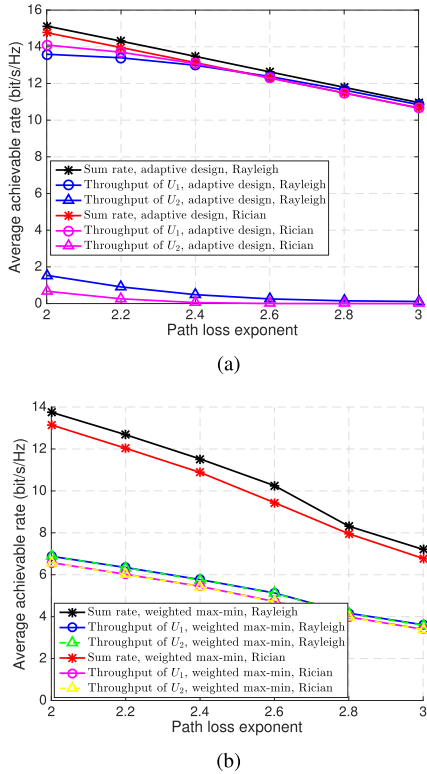 16
14
12
10
8
6
4
2
0
Average achievable rate (bit/s/Hz)
Sum rate, adaptive design, Rayleigh
Throughput of U₁, adaptive design, Rayleigh
Throughput of U₂, adaptive design, Rayleigh
Sum rate, adaptive design, Rician
Throughput of U₁, adaptive design, Rician
Throughput of U₂, adaptive design, Rician
2 2.2 2.4 2.6 2.8 3
Path loss exponent
(a)
14
12
10
8
6
4
2
0
Average achievable rate (bit/s/Hz)
Sum rate, weighted max-min, Rayleigh
Throughput of U₁, weighted max-min, Rayleigh
Throughput of U₂, weighted max-min, Rayleigh
Sum rate, weighted max-min, Rician
Throughput of U₁, weighted max-min, Rician
Throughput of U₂, weighted max-min, Rician
2 2.2 2.4 2.6 2.8 3
Path loss exponent
(b)